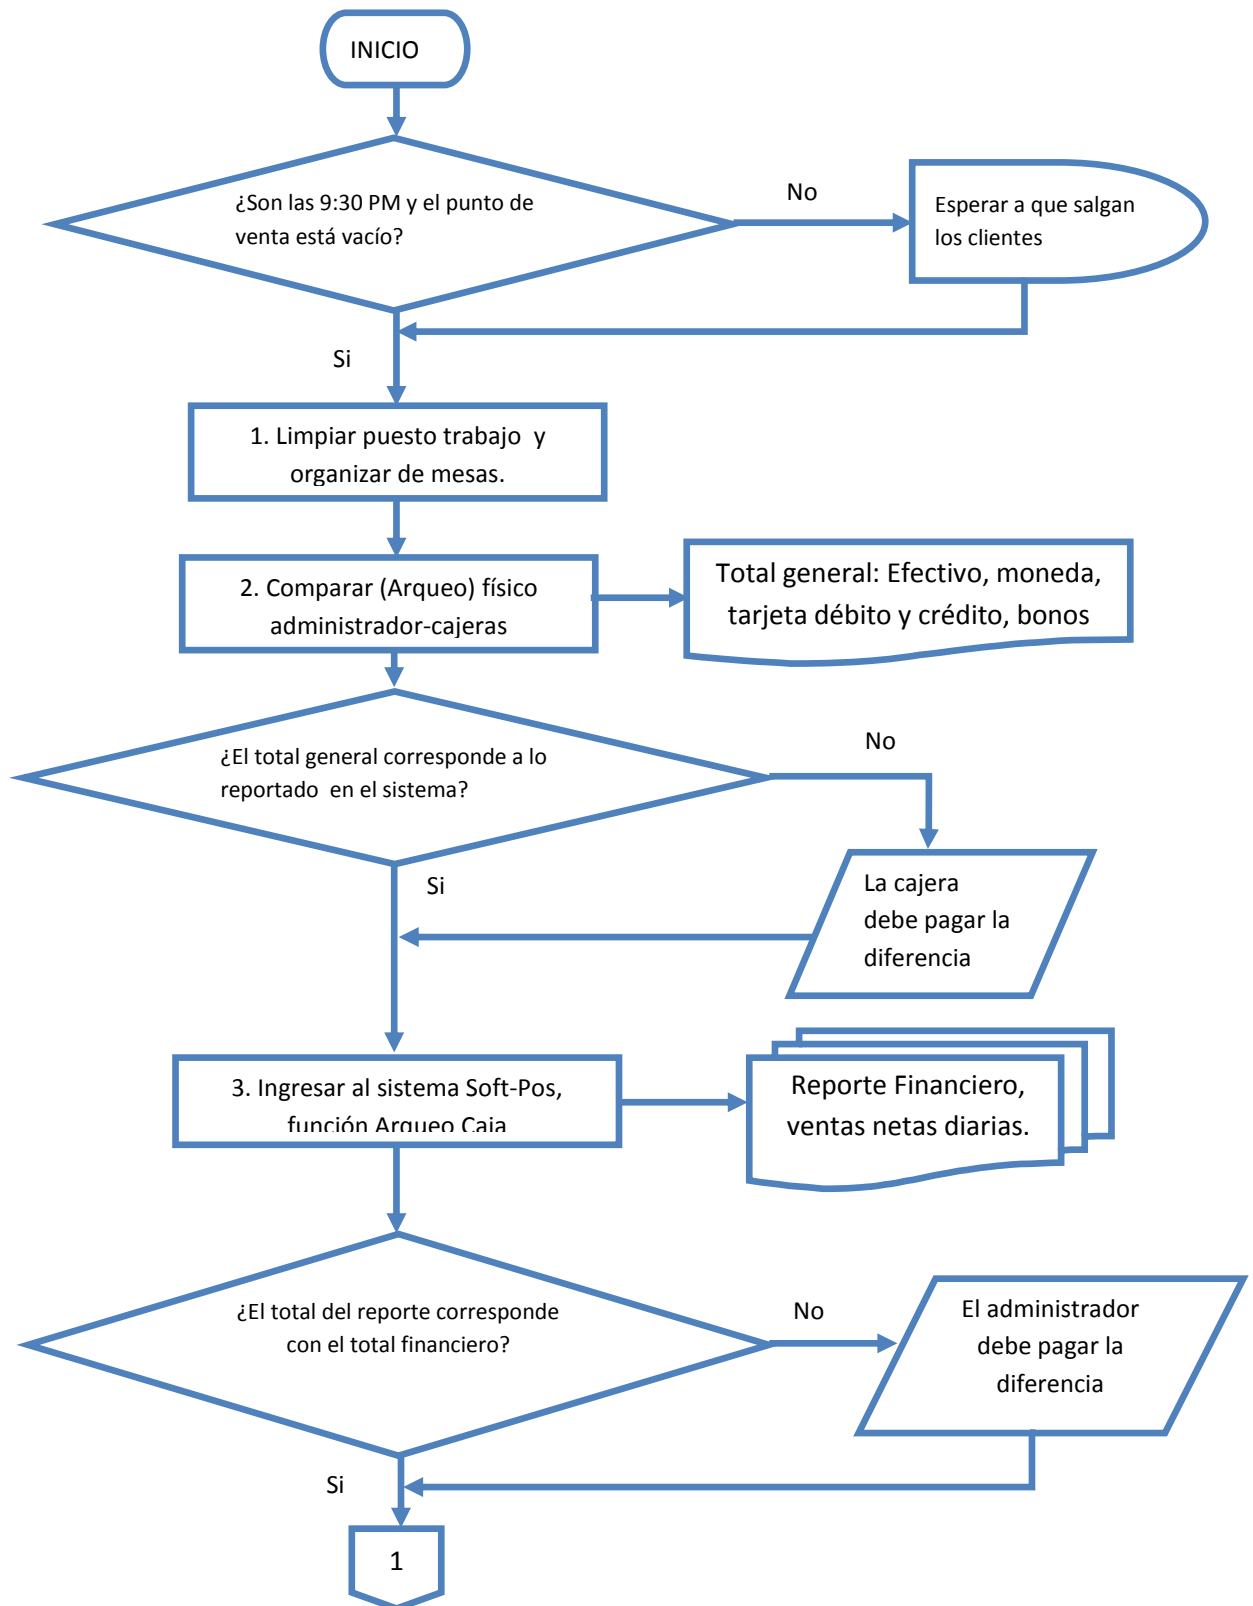 INICIO
¿Son las 9:30 PM y el punto de
venta está vacío?
No
Esperar a que salgan
los clientes
Si
1. Limpiar puesto trabajo  y
organizar de mesas.
2. Comparar (Arqueo) físico
administrador-cajeras
Total general: Efectivo, moneda,
tarjeta débito y crédito, bonos
¿El total general corresponde a lo
reportado  en el sistema?
No
Si
La cajera
debe pagar la
diferencia
3. Ingresar al sistema Soft-Pos,
función Arqueo Caja
Reporte Financiero,
ventas netas diarias.
¿El total del reporte corresponde
con el total financiero?
No
El administrador
debe pagar la
diferencia
Si
1